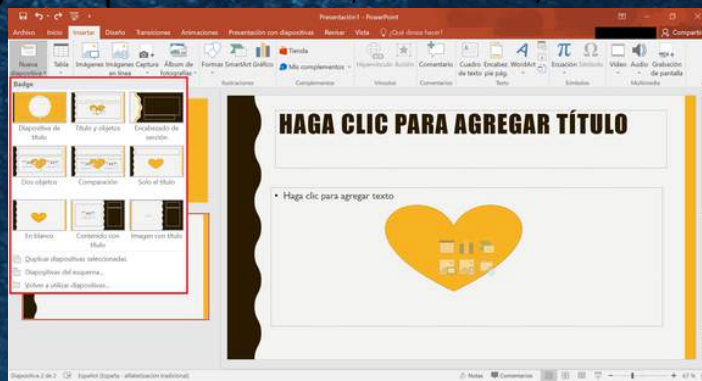 Presentación1 - PowerPoint
Archivo Inicio Insertar Diseño Transiciones Animaciones Presentación con diapositivas Revisar Vista ¿Qué desea hacer? Compartir
Nueva diapositiva Tabla Imágenes Imágenes en línea Captura Álbum de fotografías Formas SmartArt Gráfico Tienda Mis complementos Hipervínculo Acción Comentario Cuadro de texto Encabez. pie pág. WordArt Ecuación Símbolo Vídeo Audio Grabación de pantalla
Ilustraciones Complementos Vínculos Comentarios Texto Símbolos Multimedia
Badge
Diapositiva de título Título y objetos Encabezado de sección
Dos objetos Comparación Solo el título
En blanco Contenido con título Imagen con título
Duplicar diapositivas seleccionadas
Diapositivas del esquema...
Volver a utilizar diapositivas...
HAGA CLIC PARA AGREGAR TÍTULO
• Haga clic para agregar texto
Diapositiva 2 de 2 Español (España - alfabetización tradicional) Notas Comentarios 67 %